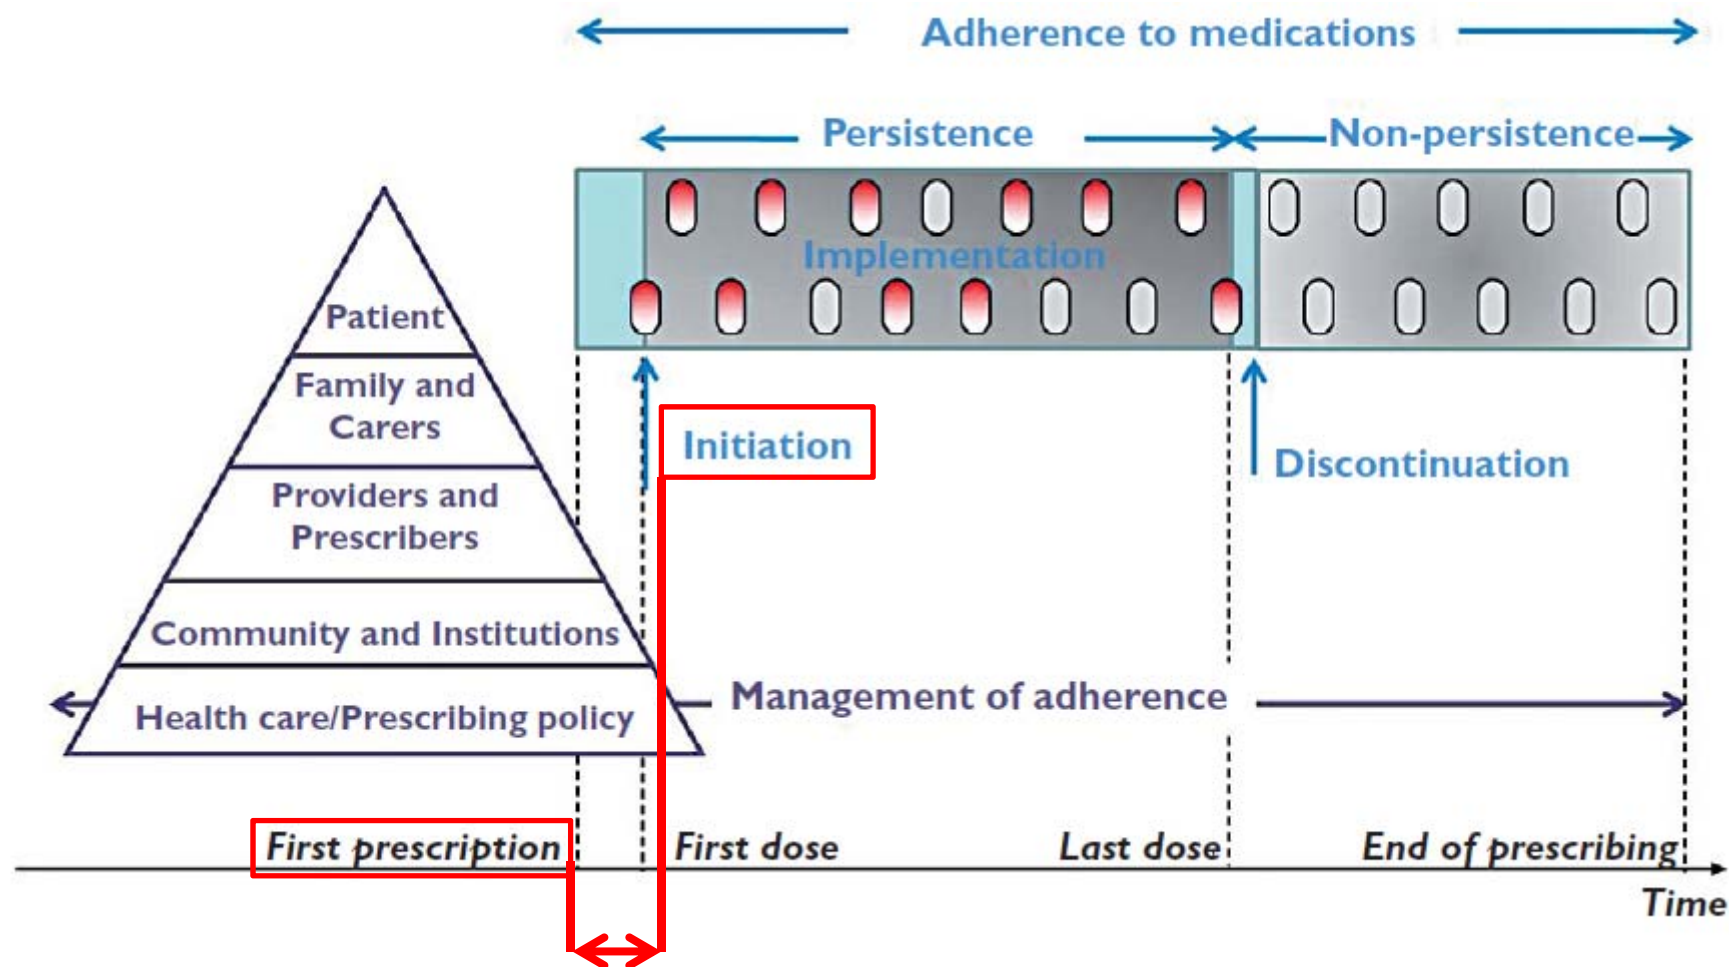 Adherence to medications
Persistence
Non-persistence
Implementation
Patient
Family and
Carers
Providers and
Prescribers
Community and Institutions
Health care/Prescribing policy
Initiation
Discontinuation
Management of adherence
First prescription
First dose
Last dose
End of prescribing
Time